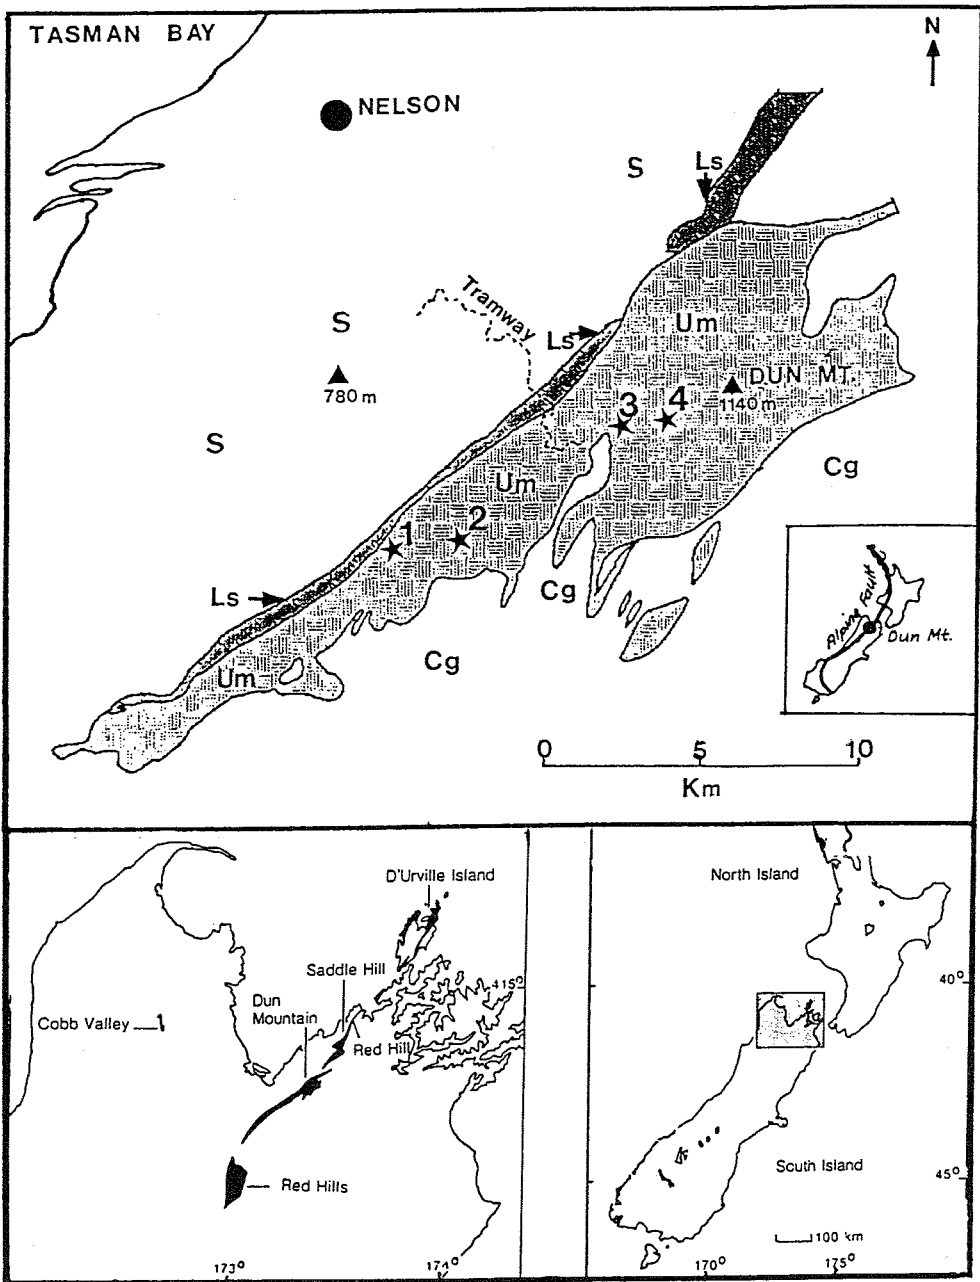 TASMAN BAY
N
NELSON
S
Ls
Tramway
S
Ls
Um
780 m
DUN MT.
1140 m
3
4
S
Cg
Um
1
2
Ls
Cg
Um
Cg
Alpine Fault
Dun Mt.
0 5 10
Km
D'Urville Island
North Island
Saddle Hill
415°
40°
Dun
Mountain
Cobb Valley
Red Hill
Red Hills
South Island
45°
100 km
173°
174°
170°
175°